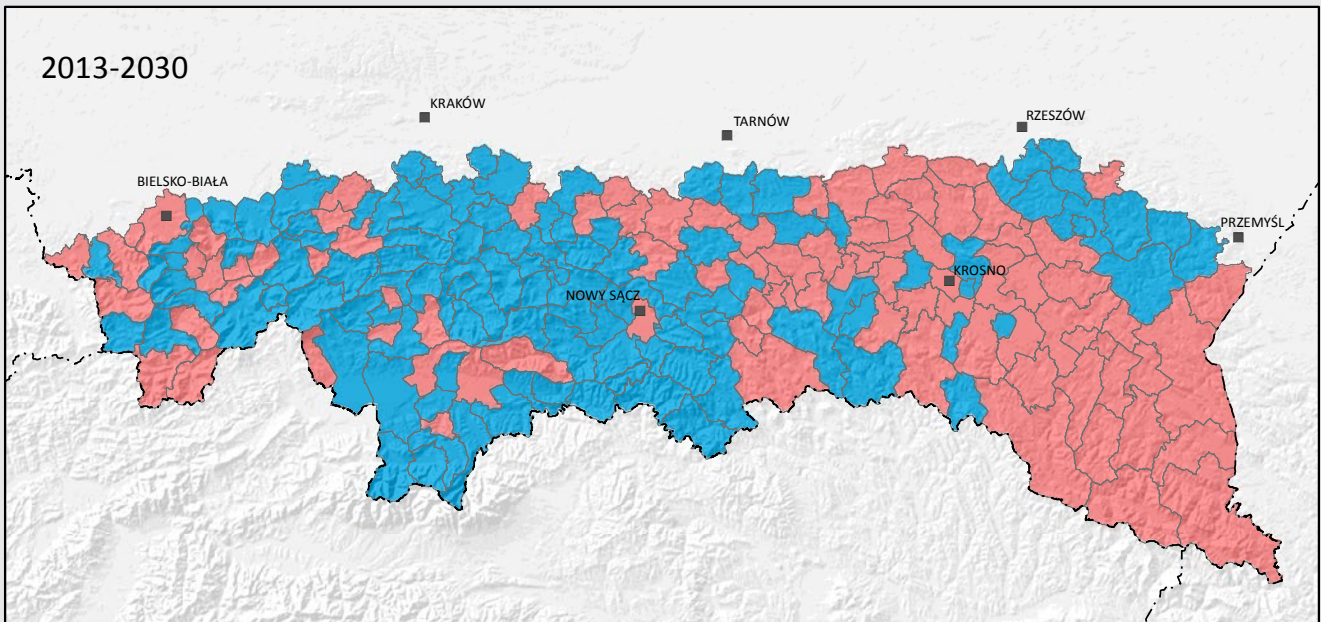 2013-2030
KRAKÓW
TARNÓW
RZESZÓW
BIELSKO-BIAŁA
PRZEMYŚL
KROSNO
NOWY SĄCZ